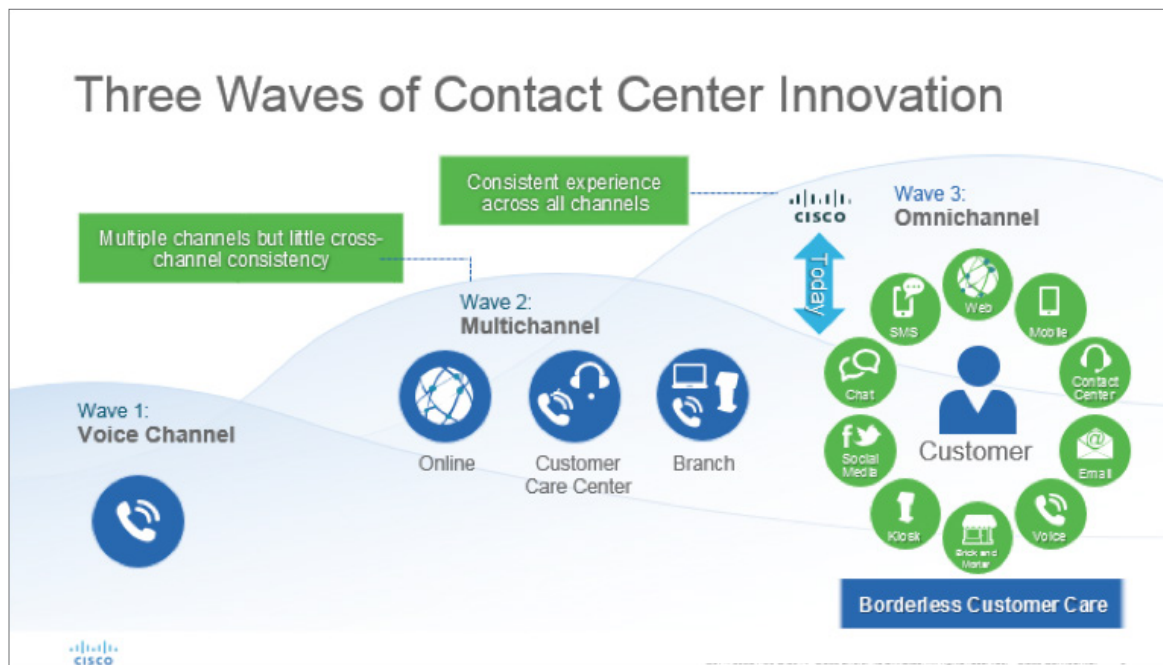 Three Waves of Contact Center Innovation
Consistent experience
across all channels
Multiple channels but little cross-
channel consistency
CISCO
Today
Wave 3:
Omnichannel
Wave 2:
Multichannel
Wave 1:
Voice Channel
Online
Customer
Care Center
Branch
Web
Mobile
Contact
Center
Email
Voice
Brick and
Mortar
Kiosk
Social
Media
Chat
SMS
Customer
Borderless Customer Care
CISCO